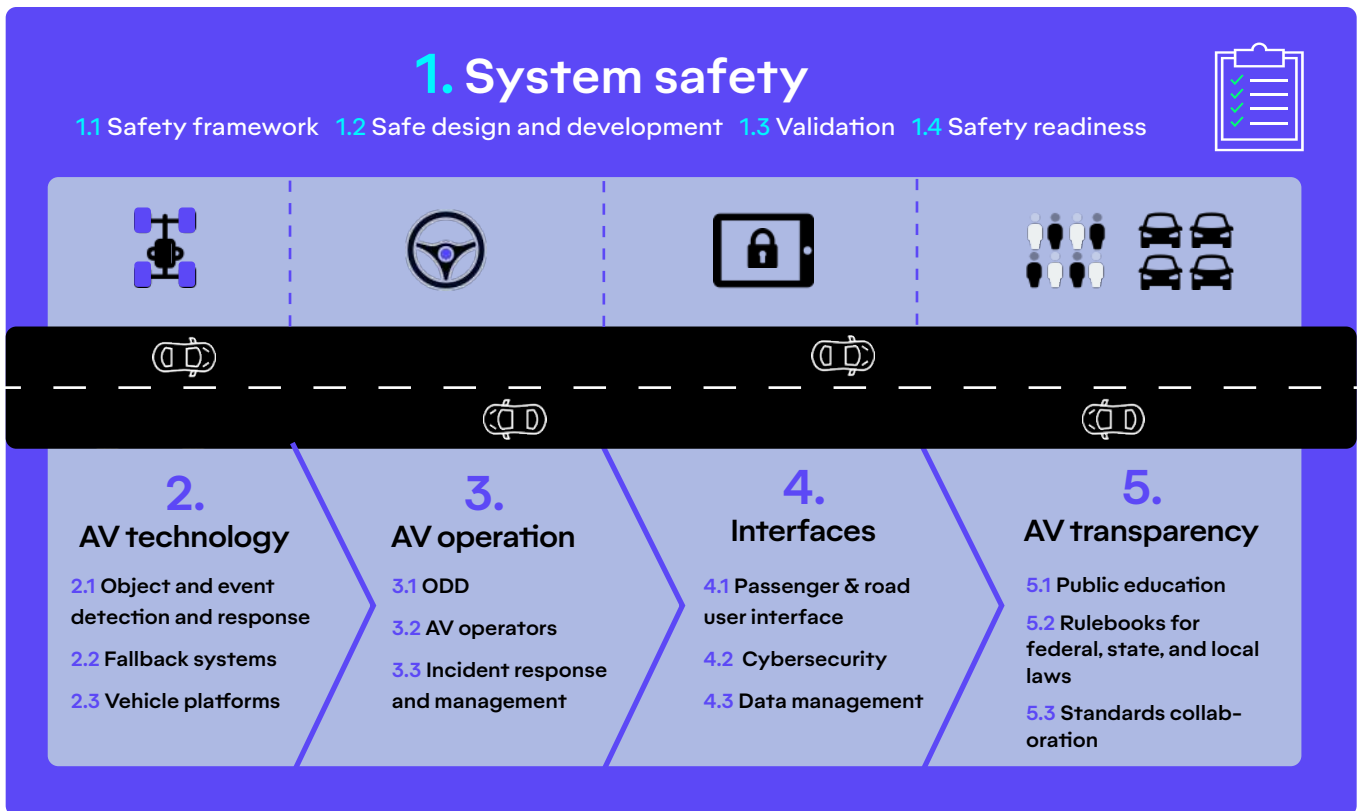 1. System safety
1.1 Safety framework 1.2 Safe design and development 1.3 Validation 1.4 Safety readiness
2.
AV technology
2.1 Object and event
detection and response
2.2 Fallback systems
2.3 Vehicle platforms
3.
AV operation
3.1 ODD
3.2 AV operators
3.3 Incident response
and management
4.
Interfaces
4.1 Passenger & road
user interface
4.2 Cybersecurity
4.3 Data management
5.
AV transparency
5.1 Public education
5.2 Rulebooks for
federal, state, and local
laws
5.3 Standards collab-
oration